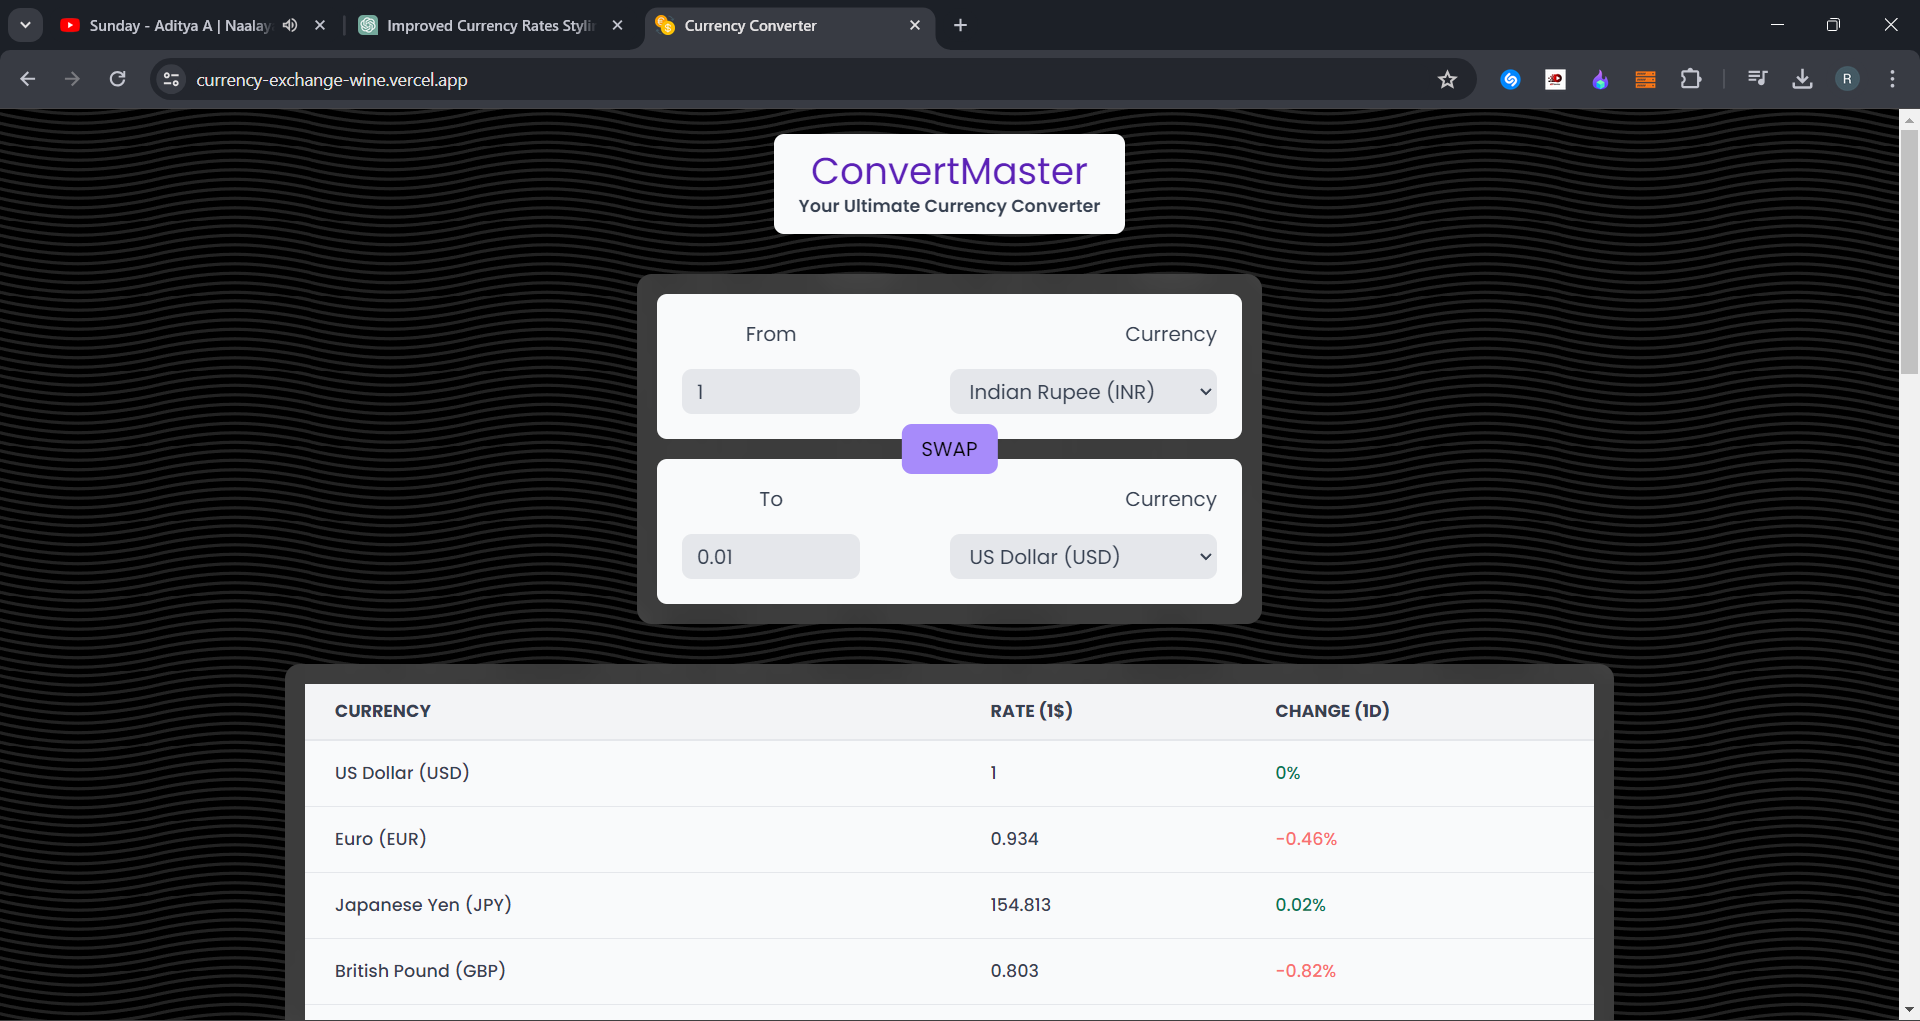 Sunday - Aditya A | Naalay
Improved Currency Rates Stylin
Currency Converter
currency-exchange-wine.vercel.app
R
ConvertMaster
Your Ultimate Currency Converter
From Currency
1 Indian Rupee (INR)
SWAP
To Currency
0.01 US Dollar (USD)
CURRENCY RATE (1$) CHANGE (1D)
US Dollar (USD) 1 0%
Euro (EUR) 0.934 -0.46%
Japanese Yen (JPY) 154.813 0.02%
British Pound (GBP) 0.803 -0.82%